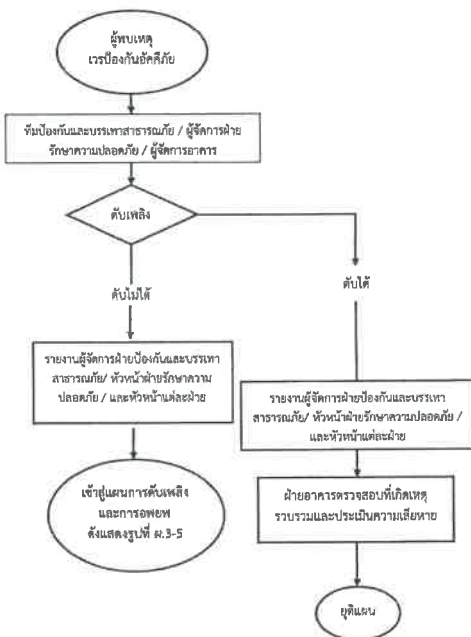 ผู้พบเหตุ
เวรป้องกันอัคคีภัย
ทีมป้องกันและบรรเทาสาธารณภัย / ผู้จัดการฝ่าย
รักษาความปลอดภัย / ผู้จัดการอาคาร
ดับเพลิง
ดับไม่ได้
ดับได้
รายงานผู้จัดการฝ่ายป้องกันและบรรเทา
สาธารณภัย/ หัวหน้าฝ่ายรักษาความ
ปลอดภัย / และหัวหน้าแต่ละฝ่าย
รายงานผู้จัดการฝ่ายป้องกันและบรรเทา
สาธารณภัย/ หัวหน้าฝ่ายรักษาความปลอดภัย /
และหัวหน้าแต่ละฝ่าย
เข้าสู่แผนการดับเพลิง
และการอพยพ
ดังแสดงรูปที่ ผ.3-5
ฝ่ายอาคารตรวจสอบที่เกิดเหตุ
รวบรวมและประเมินความเสียหาย
ยุติแผน